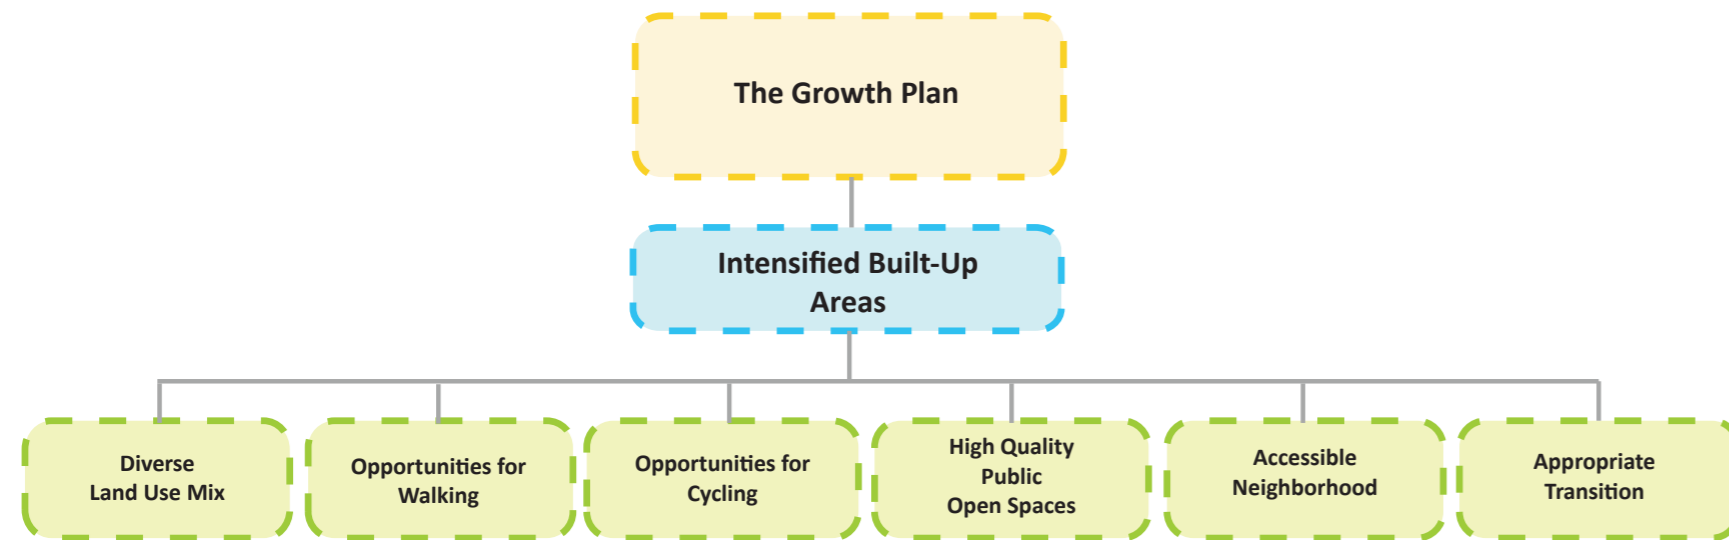 The Growth Plan
Intensified Built-Up
Areas
Diverse
Land Use Mix
Opportunities for
Walking
Opportunities for
Cycling
High Quality
Public
Open Spaces
Accessible
Neighborhood
Appropriate
Transition